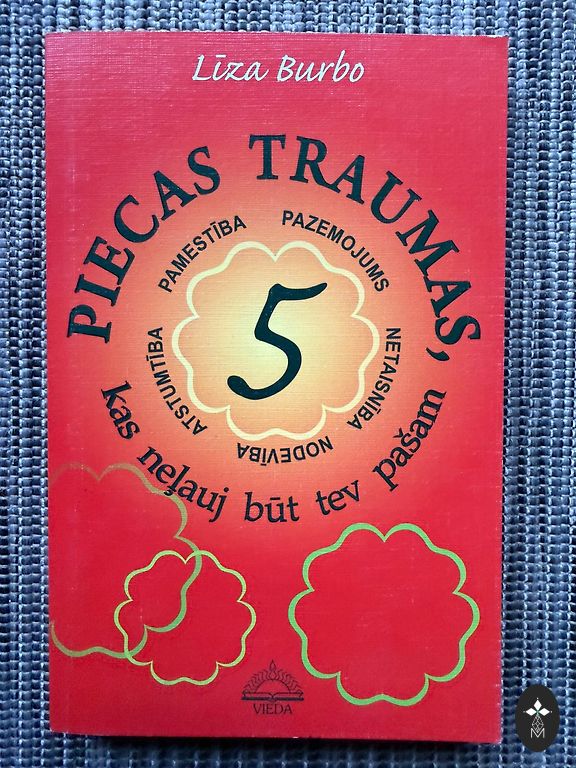 Līza Burbo
PIECAS TRAUMAS,
kas neļauj būt tev pašam
PAMESTĪBA
PAZEMOJUMS
NETAISNĪBA
NODEVĪBA
ATSTUMTĪBA
5
VIEDA
M